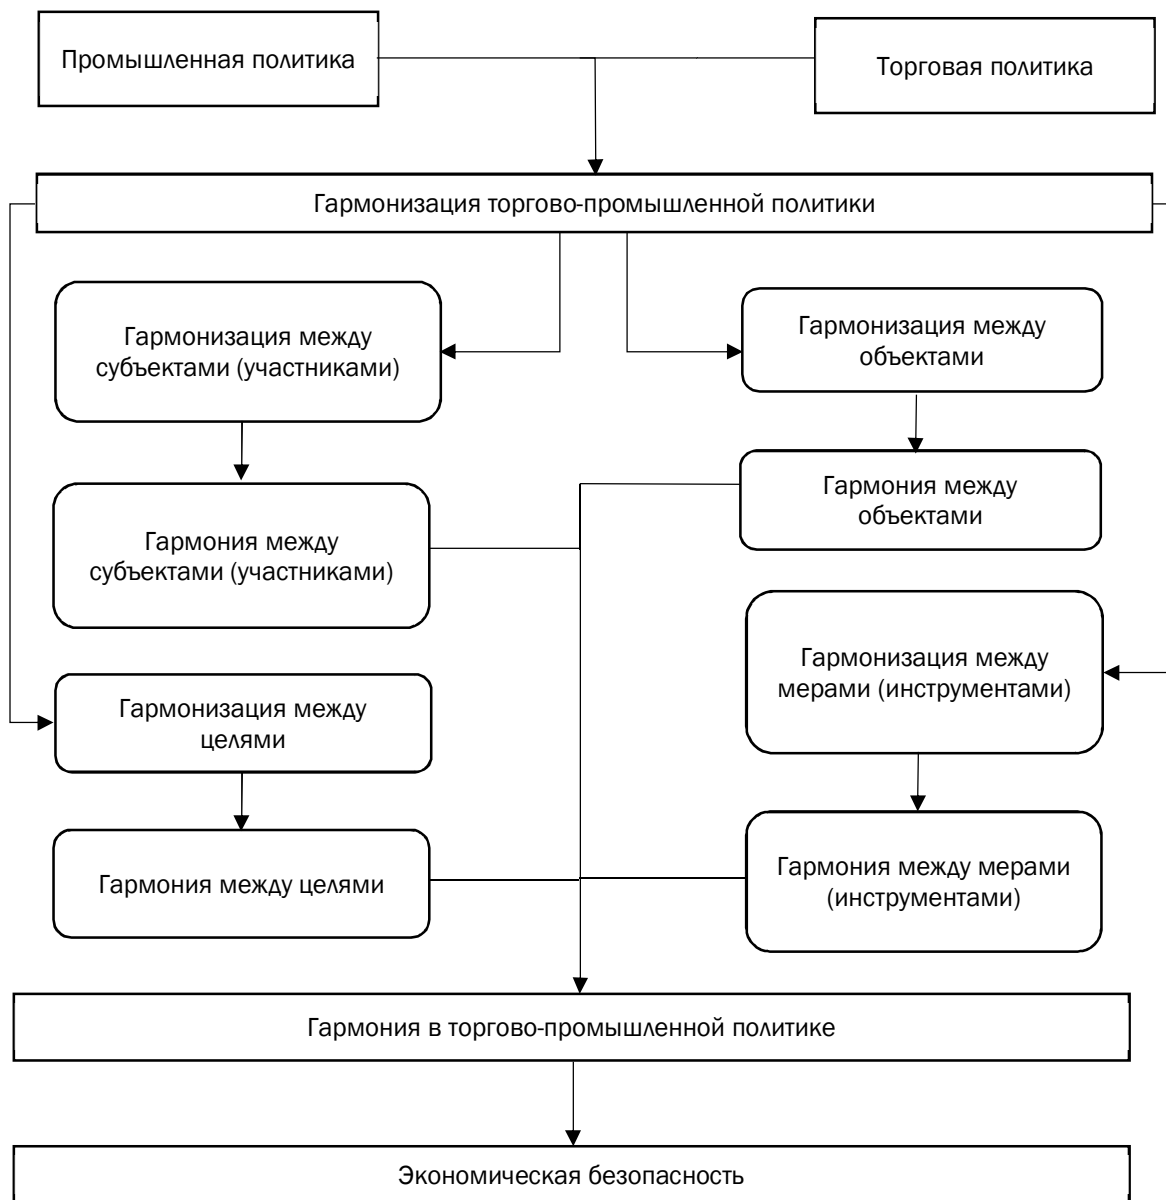 Промышленная политика
Торговая политика
Гармонизация торгово-промышленной политики
Гармонизация между
субъектами (участниками)
Гармонизация между
объектами
Гармония между
субъектами (участниками)
Гармония между
объектами
Гармонизация между
целями
Гармонизация между
мерами (инструментами)
Гармония между целями
Гармония между мерами
(инструментами)
Гармония в торгово-промышленной политике
Экономическая безопасность